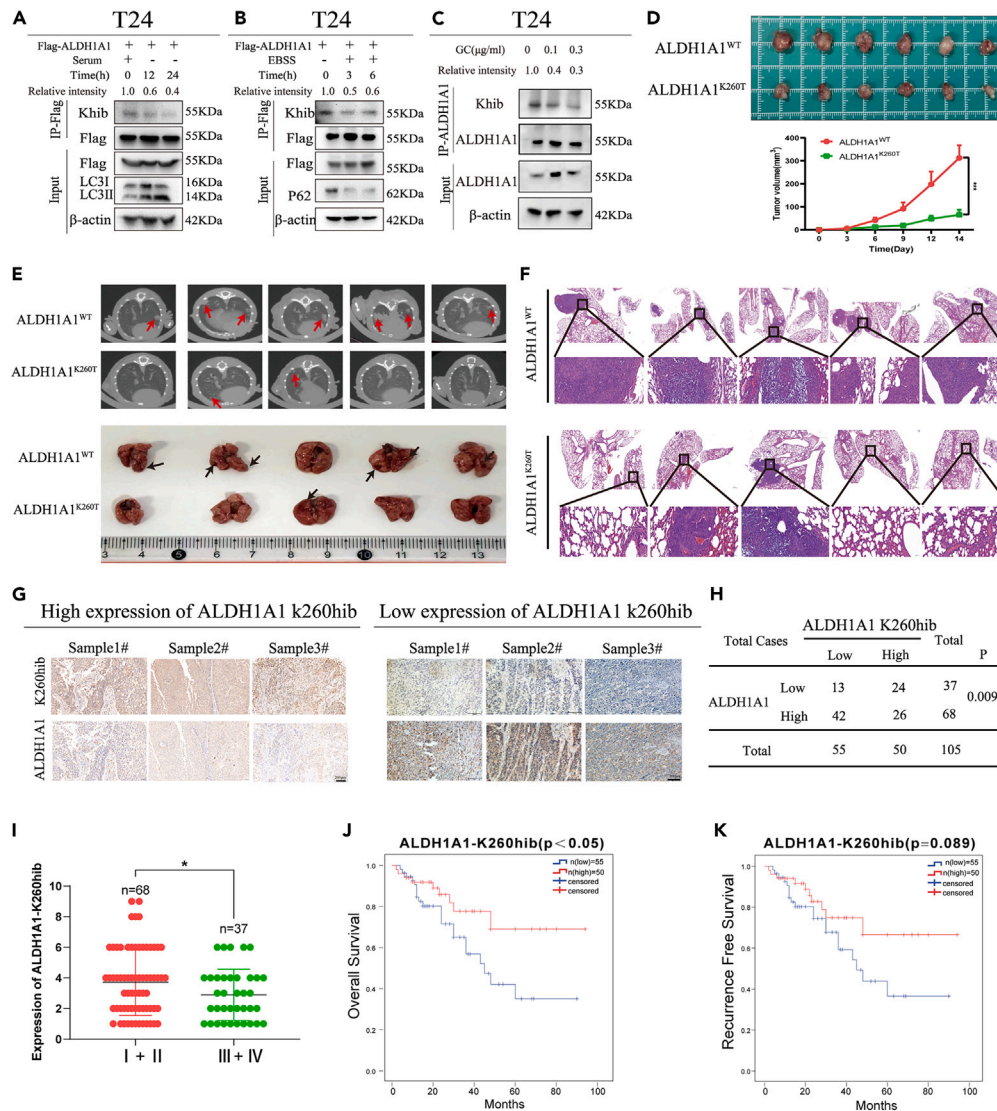 A
T24
Flag-ALDH1A1 + + +
Serum + - -
Time(h) 0 12 24
Relative intensity 1.0 0.6 0.4
IP-Flag
Khib 55KDa
Flag 55KDa
Input
Flag 55KDa
LC3I 16KDa
LC3II 14KDa
β-actin 42KDa
B
T24
Flag-ALDH1A1 + + +
EBSS - + +
Time(h) 0 3 6
Relative intensity 1.0 0.5 0.6
IP-Flag
Khib 55KDa
Flag 55KDa
Input
Flag 55KDa
P62 62KDa
β-actin 42KDa
C
T24
GC(μg/ml) 0 0.1 0.3
Relative intensity 1.0 0.4 0.3
IP-ALDH1A1
Khib 55KDa
ALDH1A1 55KDa
Input
ALDH1A1 55KDa
β-actin 42KDa
D
ALDH1A1WT
ALDH1A1K260T
ALDH1A1WT
ALDH1A1K260T
Tumor volume(mm3)
400
300
200
100
0
***
0 3 6 9 12 14
Time(Day)
E
ALDH1A1WT
ALDH1A1K260T
ALDH1A1WT
ALDH1A1K260T
3 4 5 6 7 8 9 10 11 12 13
F
ALDH1A1WT
ALDH1A1K260T
G
High expression of ALDH1A1 k260hib
Low expression of ALDH1A1 k260hib
Sample1# Sample2# Sample3#
Sample1# Sample2# Sample3#
K260hib
ALDH1A1
H
Total Cases ALDH1A1 K260hib Total P
Low High
ALDH1A1 Low 13 24 37 0.009
High 42 26 68
Total 55 50 105
I
Expression of ALDH1A1-K260hib
10
8
6
4
2
0
n=68
*
n=37
I + II
III + IV
J
ALDH1A1-K260hib(p<0.05)
n(low)=55
n(high)=50
censored
censored
Overall Survival
1.0
0.8
0.6
0.4
0.2
0.0
0 20 40 60 80 100
Months
K
ALDH1A1-K260hib(p=0.089)
n(low)=55
n(high)=50
censored
censored
Recurrence Free Survival
1.0
0.8
0.6
0.4
0.2
0.0
0 20 40 60 80 100
Months